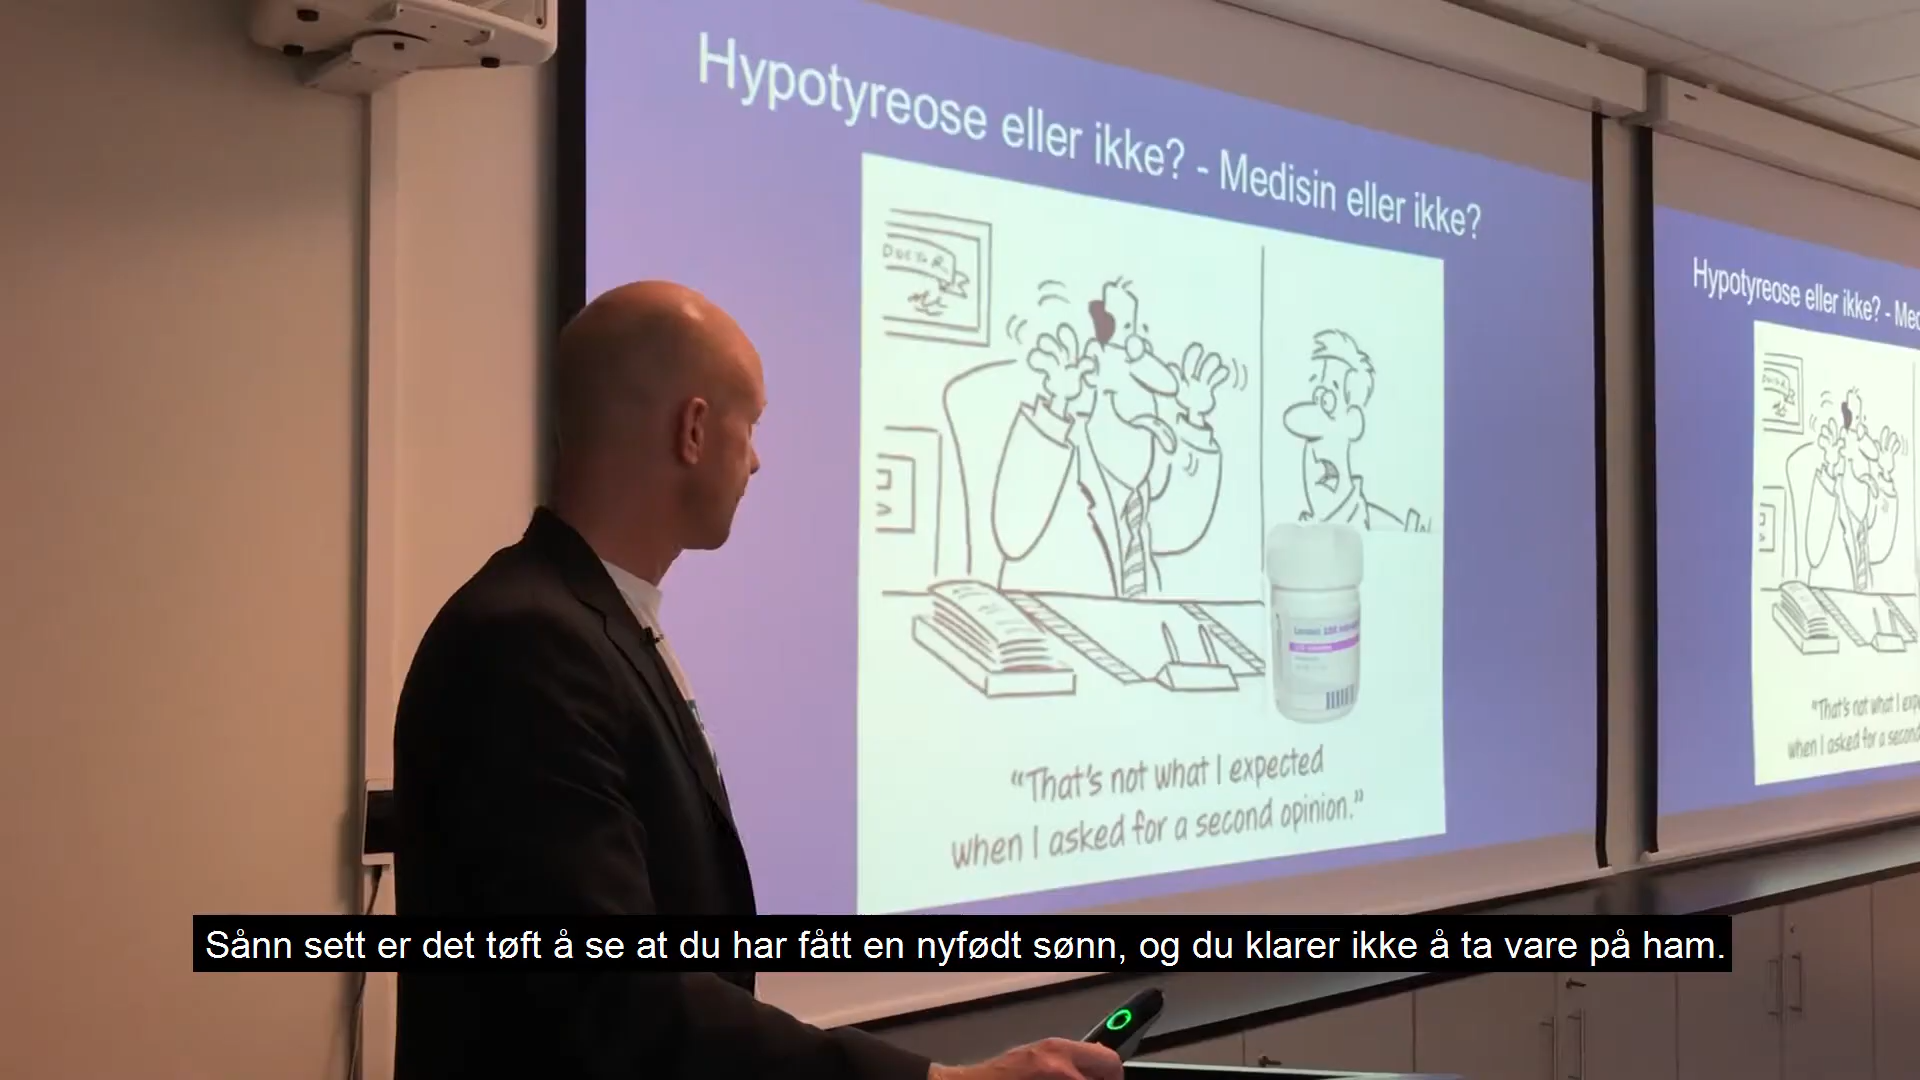 Hypotyreose eller ikke? - Medisin eller ikke?
DOCTOR
"That's not what I expected
when I asked for a second opinion."
Hypotyreose eller ikke? - Med
"That's not what I exp
when I asked for a second
Sånn sett er det tøft å se at du har fått en nyfødt sønn, og du klarer ikke å ta vare på ham.